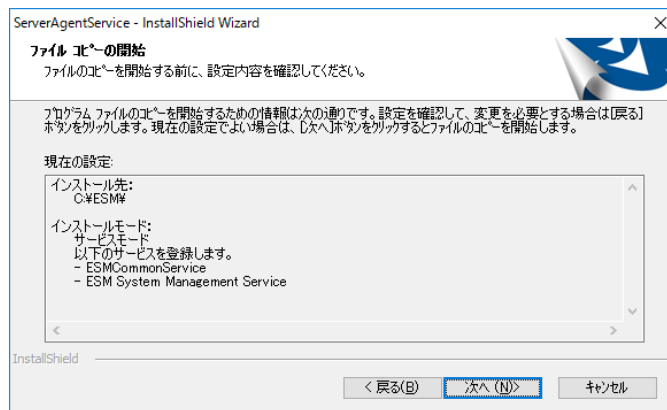 ServerAgentService - InstallShield Wizard
ファイル コピーの開始
ファイルのコピーを開始する前に、設定内容を確認してください。
プログラム ファイルのコピーを開始するための情報は次の通りです。設定を確認して、変更を必要とする場合は[戻る]
ボタンをクリックします。現在の設定でよい場合は、[次へ]ボタンをクリックするとファイルのコピーを開始します。
現在の設定:
インストール先:
C:¥ESM¥
インストールモード:
サービスモード
以下のサービスを登録します。
- ESMCommonService
- ESM System Management Service
InstallShield
< 戻る(B)
次へ (N)>
キャンセル